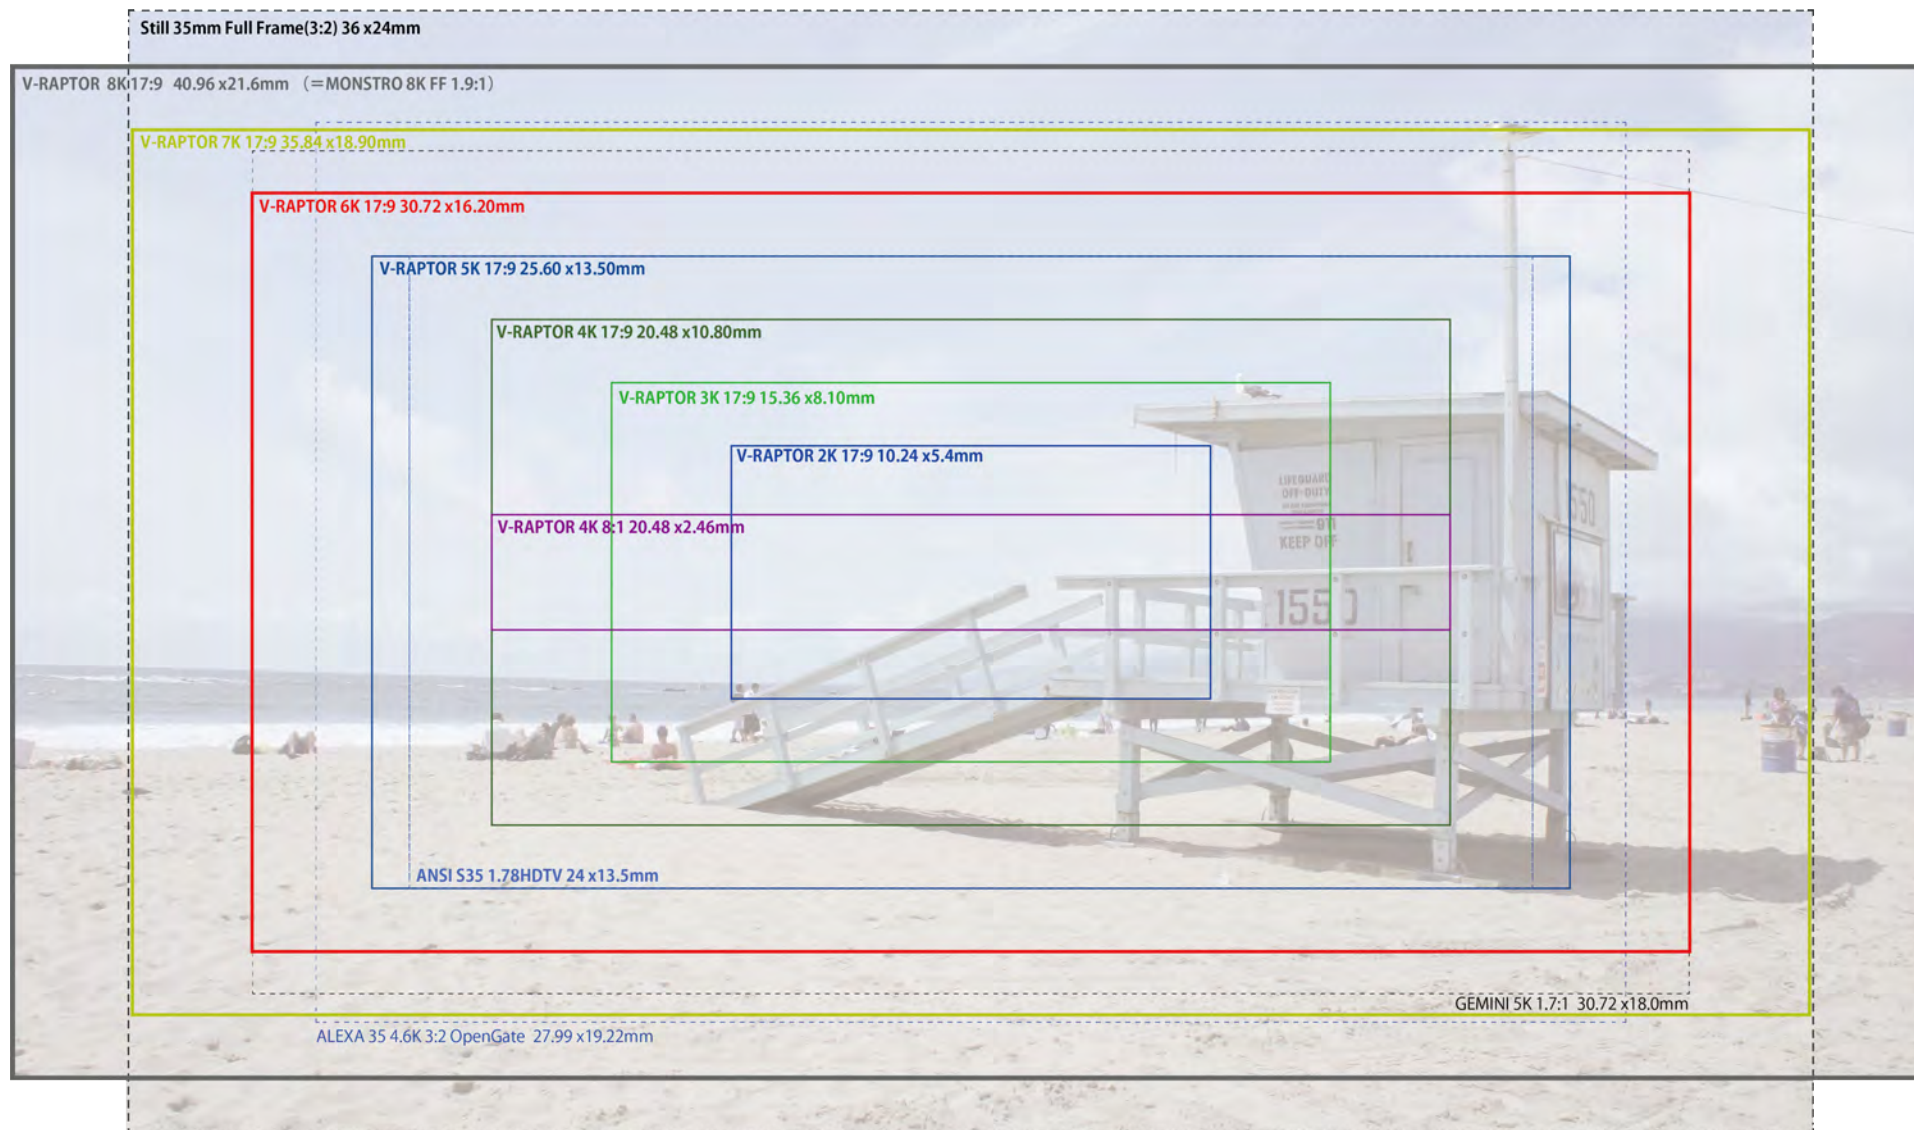 Still 35mm Full Frame(3:2) 36 x24mm
V-RAPTOR 8K 17:9 40.96 x21.6mm (=MONSTRO 8K FF 1.9:1)
V-RAPTOR 7K 17:9 35.84 x18.90mm
V-RAPTOR 6K 17:9 30.72 x16.20mm
V-RAPTOR 5K 17:9 25.60 x13.50mm
V-RAPTOR 4K 17:9 20.48 x10.80mm
V-RAPTOR 3K 17:9 15.36 x8.10mm
V-RAPTOR 2K 17:9 10.24 x5.4mm
LIFEGUARD
OFF-DUTY
911
KEEP OFF
1550
V-RAPTOR 4K 8:1 20.48 x2.46mm
1550
ANSI S35 1.78HDTV 24 x13.5mm
GEMINI 5K 1.7:1 30.72 x18.0mm
ALEXA 35 4.6K 3:2 OpenGate 27.99 x19.22mm